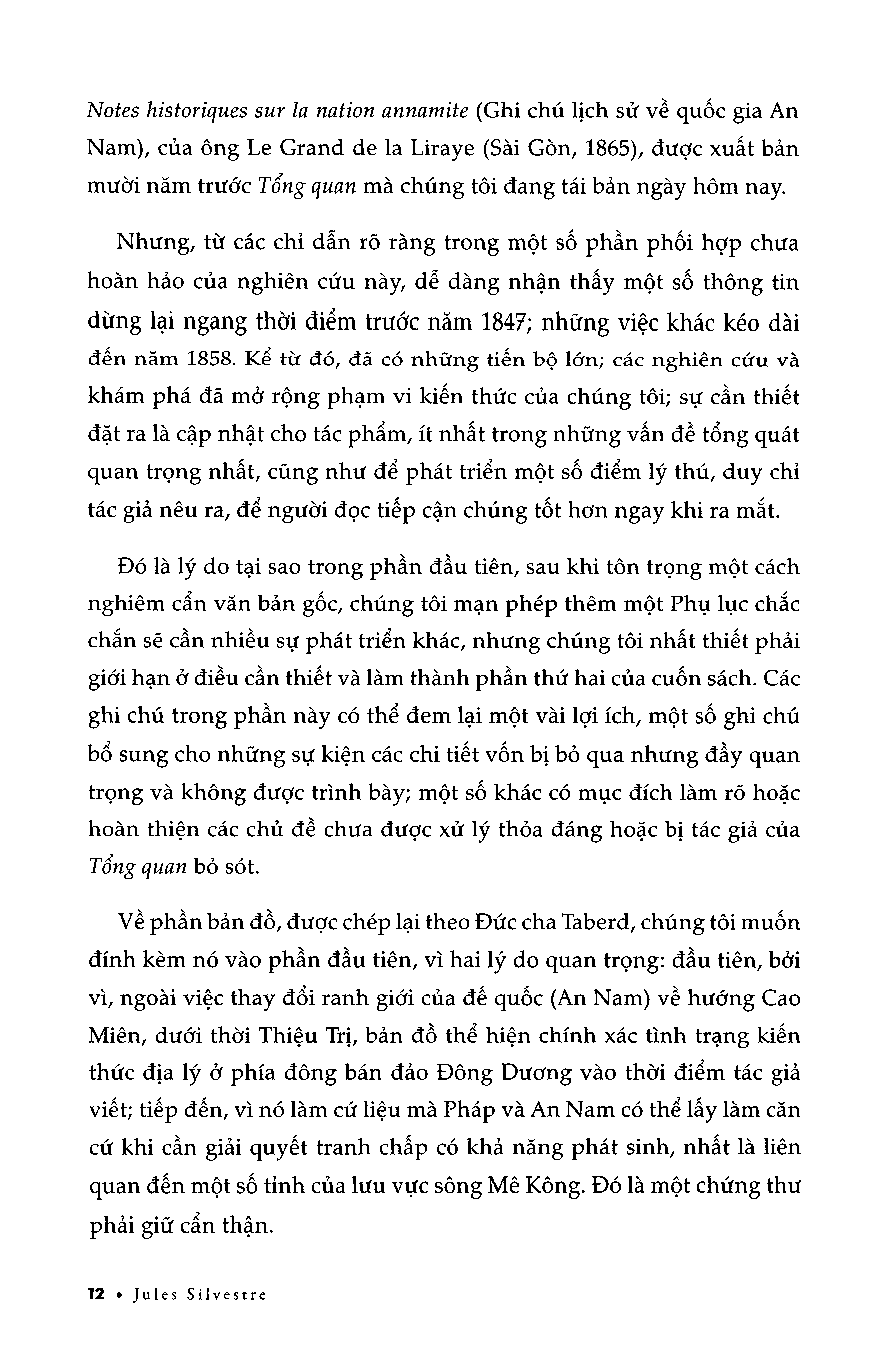 Notes historiques sur la nation annamite (Ghi chú lịch sử về quốc gia An
Nam), của ông Le Grand de la Liraye (Sài Gòn, 1865), được xuất bản
mười năm trước Tổng quan mà chúng tôi đang tái bản ngày hôm nay.
Nhưng, từ các chỉ dẫn rõ ràng trong một số phần phối hợp chưa
hoàn hảo của nghiên cứu này, dễ dàng nhận thấy một số thông tin
dừng lại ngang thời điểm trước năm 1847; những việc khác kéo dài
đến năm 1858. Kể từ đó, đã có những tiến bộ lớn; các nghiên cứu và
khám phá đã mở rộng phạm vi kiến thức của chúng tôi; sự cần thiết
đặt ra là cập nhật cho tác phẩm, ít nhất trong những vấn đề tổng quát
quan trọng nhất, cũng như để phát triển một số điểm lý thú, duy chỉ
tác giả nêu ra, để người đọc tiếp cận chúng tốt hơn ngay khi ra mắt.
Đó là lý do tại sao trong phần đầu tiên, sau khi tôn trọng một cách
nghiêm cẩn văn bản gốc, chúng tôi mạn phép thêm một Phụ lục chắc
chắn sẽ cần nhiều sự phát triển khác, nhưng chúng tôi nhất thiết phải
giới hạn ở điều cần thiết và làm thành phần thứ hai của cuốn sách. Các
ghi chú trong phần này có thể đem lại một vài lợi ích, một số ghi chú
bổ sung cho những sự kiện các chi tiết vốn bị bỏ qua nhưng đầy quan
trọng và không được trình bày; một số khác có mục đích làm rõ hoặc
hoàn thiện các chủ đề chưa được xử lý thỏa đáng hoặc bị tác giả của
Tổng quan bỏ sót.
Về phần bản đồ, được chép lại theo Đức cha Taberd, chúng tôi muốn
đính kèm nó vào phần đầu tiên, vì hai lý do quan trọng: đầu tiên, bởi
vì, ngoài việc thay đổi ranh giới của đế quốc (An Nam) về hướng Cao
Miên, dưới thời Thiệu Trị, bản đồ thể hiện chính xác tình trạng kiến
thức địa lý ở phía đông bán đảo Đông Dương vào thời điểm tác giả
viết; tiếp đến, vì nó làm cứ liệu mà Pháp và An Nam có thể lấy làm căn
cứ khi cần giải quyết tranh chấp có khả năng phát sinh, nhất là liên
quan đến một số tỉnh của lưu vực sông Mê Kông. Đó là một chứng thư
phải giữ cẩn thận.
12 • Jules Silvestre